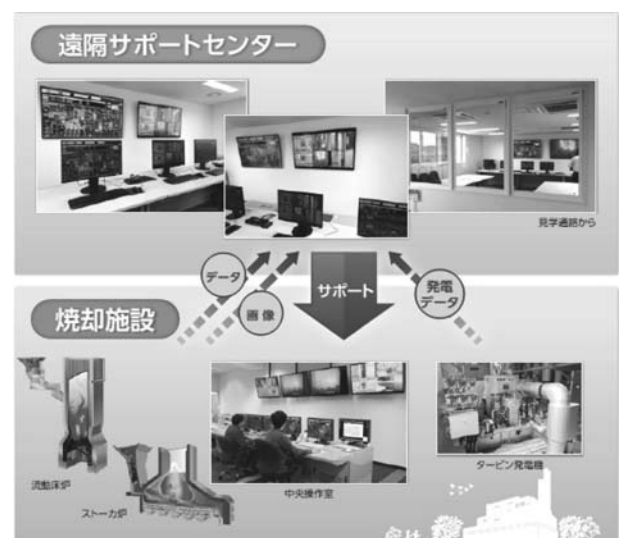 遠隔サポートセンター
見学通路から
データ
画像
サポート
発電
データ
焼却施設
流動床炉
ストーカ炉
中央操作室
タービン発電機